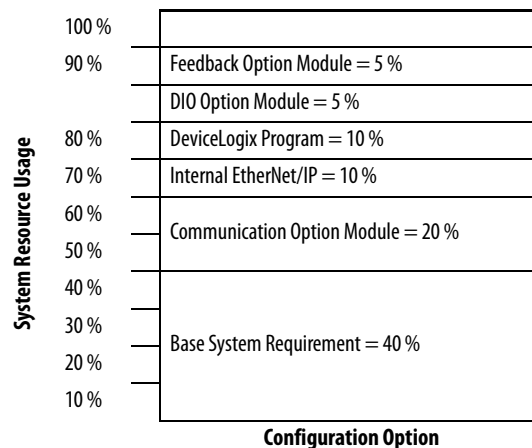 100 %
90 % Feedback Option Module = 5 %
DIO Option Module = 5 %
80 % DeviceLogix Program = 10 %
70 % Internal EtherNet/IP = 10 %
60 %
Communication Option Module = 20 %
50 %
40 %
30 %
Base System Requirement = 40 %
20 %
10 %
System Resource Usage
Configuration Option